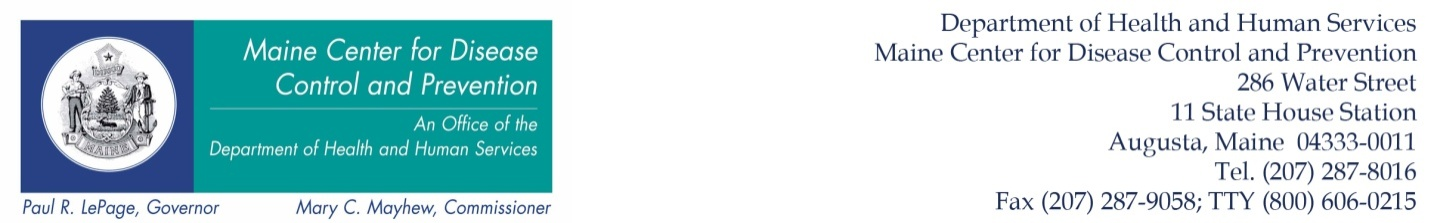 Maine Center for Disease
Control and Prevention
An Office of the
Department of Health and Human Services
MAINE
Paul R. LePage, Governor
Mary C. Mayhew, Commissioner
Department of Health and Human Services
Maine Center for Disease Control and Prevention
286 Water Street
11 State House Station
Augusta, Maine  04333-0011
Tel. (207) 287-8016
Fax (207) 287-9058; TTY (800) 606-0215